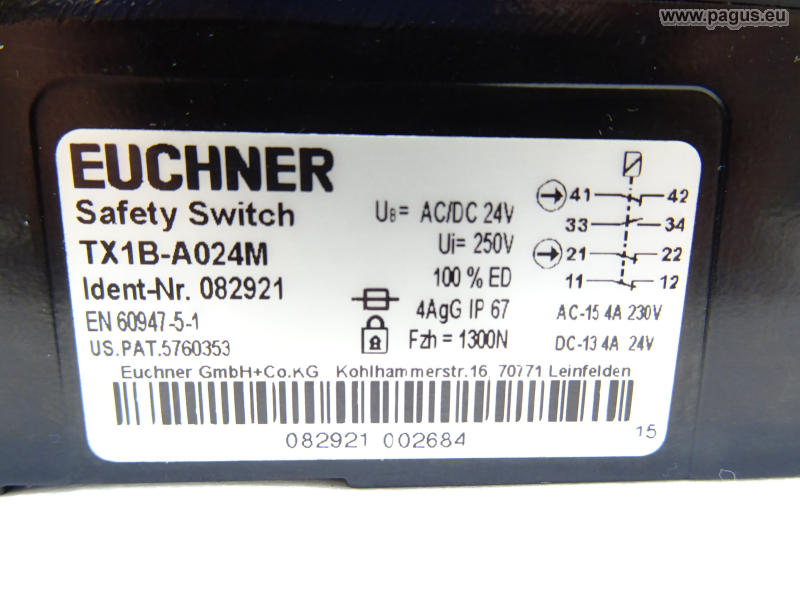 www.pagus.eu
EUCHNER
Safety Switch
TX1B-A024M
Ident-Nr. 082921
EN 60947-5-1
US.PAT.5760353
UB= AC/DC 24V
Ui= 250V
100 % ED
4AgG IP 67
Fzh = 1300N
41 42
33 34
21 22
11 12
AC-15 4A 230V
DC-13 4A 24V
Euchner GmbH+Co.KG Kohlhammerstr.16, 70771 Leinfelden
082921 002684
15